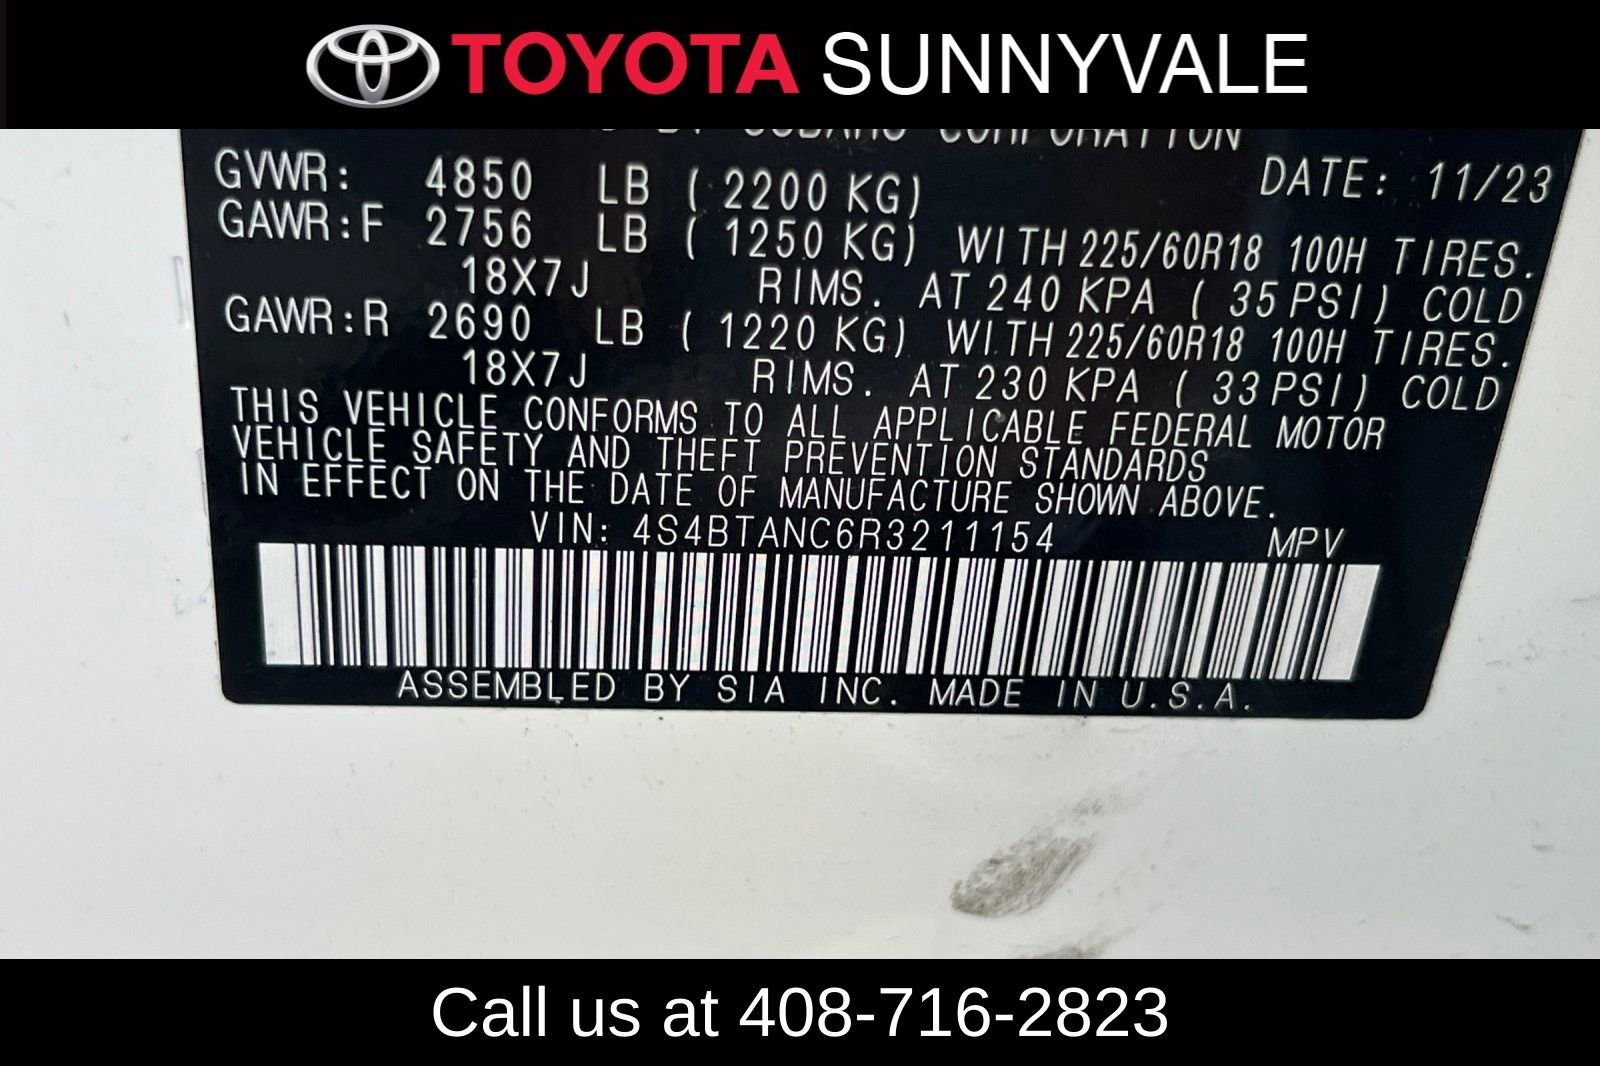 TOYOTA SUNNYVALE
BY SUBARU CORPORATION
GVWR: 4850 LB ( 2200 KG) DATE: 11/23
GAWR:F 2756 LB ( 1250 KG) WITH 225/60R18 100H TIRES.
18X7J RIMS. AT 240 KPA ( 35 PSI) COLD
GAWR:R 2690 LB ( 1220 KG) WITH 225/60R18 100H TIRES.
18X7J RIMS. AT 230 KPA ( 33 PSI) COLD
THIS VEHICLE CONFORMS TO ALL APPLICABLE FEDERAL MOTOR
VEHICLE SAFETY AND THEFT PREVENTION STANDARDS
IN EFFECT ON THE DATE OF MANUFACTURE SHOWN ABOVE.
VIN: 4S4BTANC6R3211154 MPV
ASSEMBLED BY SIA INC. MADE IN U.S.A.
Call us at 408-716-2823